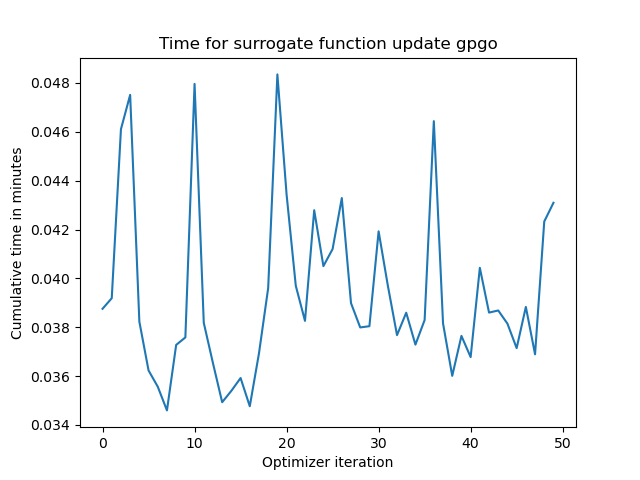 Time for surrogate function update gpgo
Cumulative time in minutes
0.048
0.046
0.044
0.042
0.040
0.038
0.036
0.034
0 10 20 30 40 50
Optimizer iteration